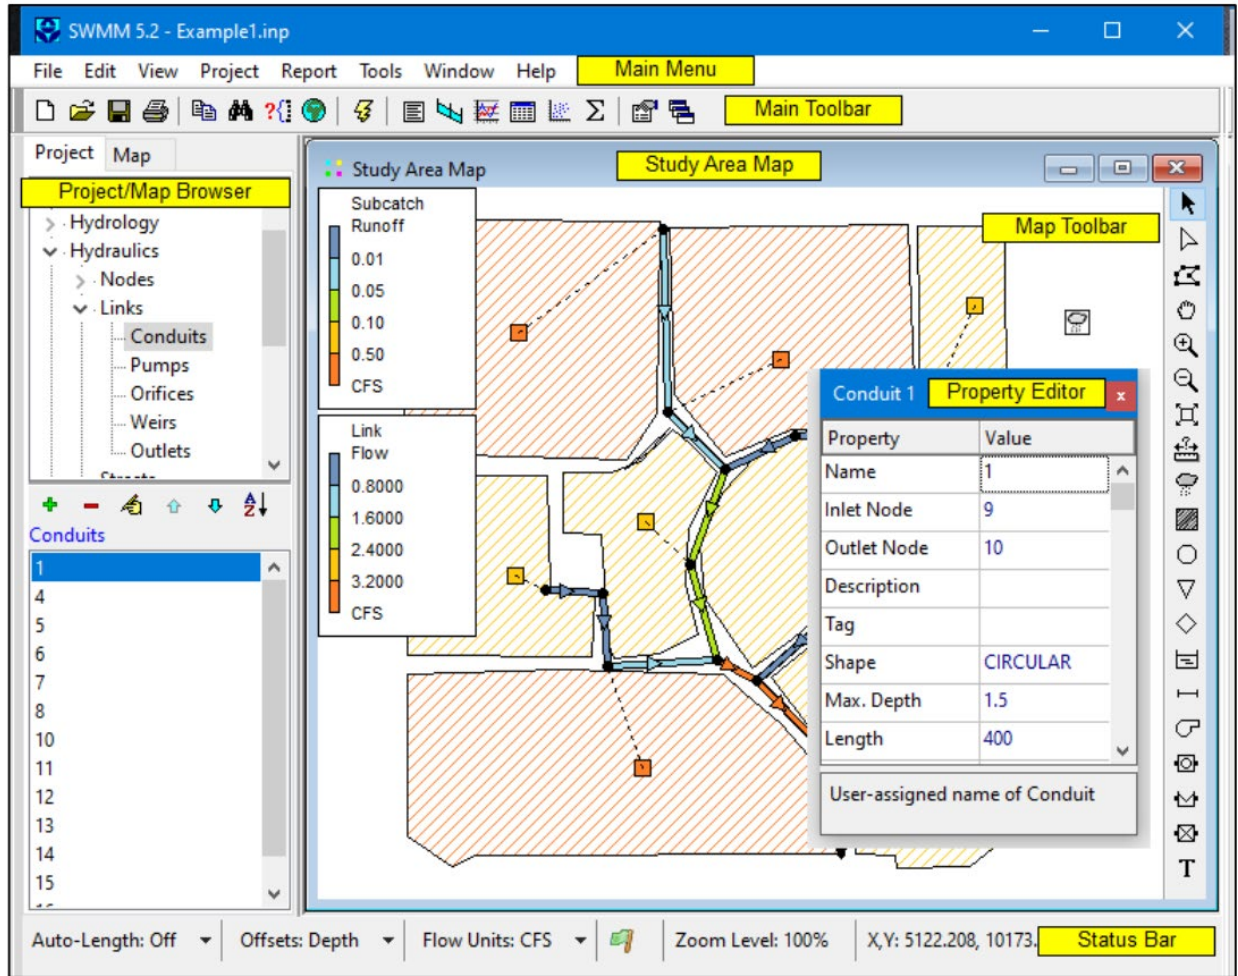 SWMM 5.2 - Example1.inp
File Edit View Project Report Tools Window Help Main Menu
Main Toolbar
Project Map
Project/Map Browser
Hydrology
Hydraulics
Nodes
Links
Conduits
Pumps
Orifices
Weirs
Outlets
Conduits
1
4
5
6
7
8
10
11
12
13
14
15
Study Area Map Study Area Map
Map Toolbar
Subcatch
Runoff
0.01
0.05
0.10
0.50
CFS
Link
Flow
0.8000
1.6000
2.4000
3.2000
CFS
Conduit 1 Property Editor
Property Value
Name 1
Inlet Node 9
Outlet Node 10
Description
Tag
Shape CIRCULAR
Max. Depth 1.5
Length 400
User-assigned name of Conduit
T
Auto-Length: Off Offsets: Depth Flow Units: CFS Zoom Level: 100% X,Y: 5122.208, 10173. Status Bar